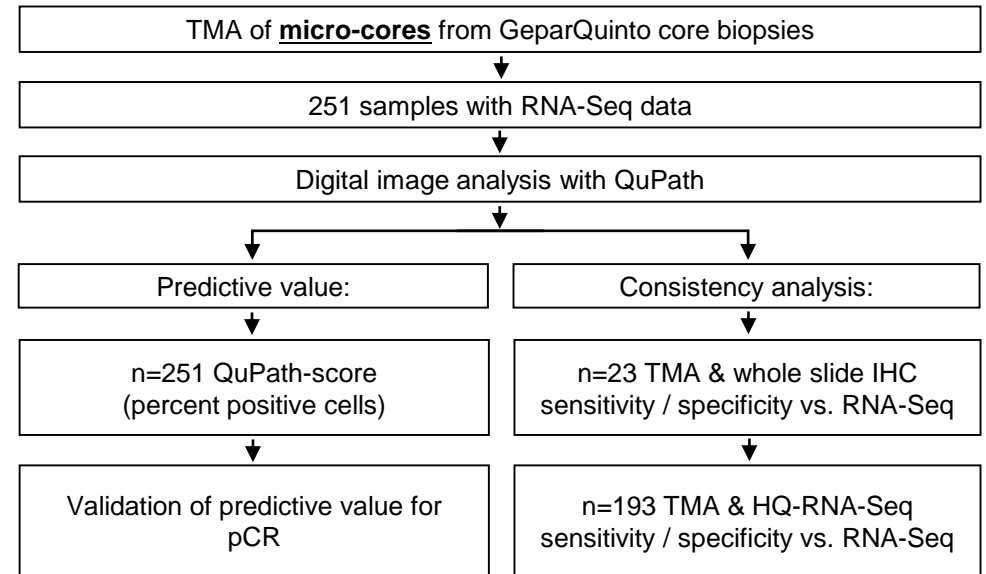 TMA of micro-cores from GeparQuinto core biopsies
251 samples with RNA-Seq data
Digital image analysis with QuPath
Predictive value:
Consistency analysis:
n=251 QuPath-score
(percent positive cells)
n=23 TMA & whole slide IHC
sensitivity / specificity vs. RNA-Seq
Validation of predictive value for
pCR
n=193 TMA & HQ-RNA-Seq
sensitivity / specificity vs. RNA-Seq